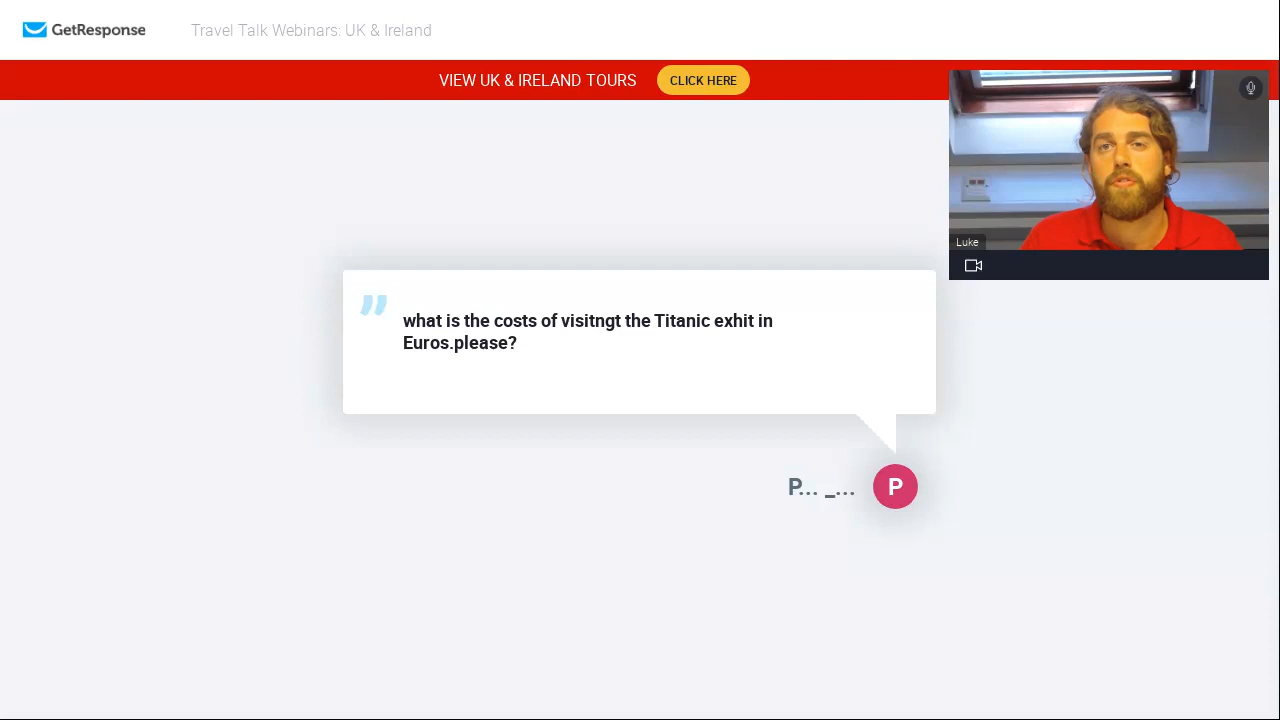 GetResponse
Travel Talk Webinars: UK & Ireland
VIEW UK & IRELAND TOURS
CLICK HERE
Luke
what is the costs of visitngt the Titanic exhit in
Euros.please?
P... _...
P